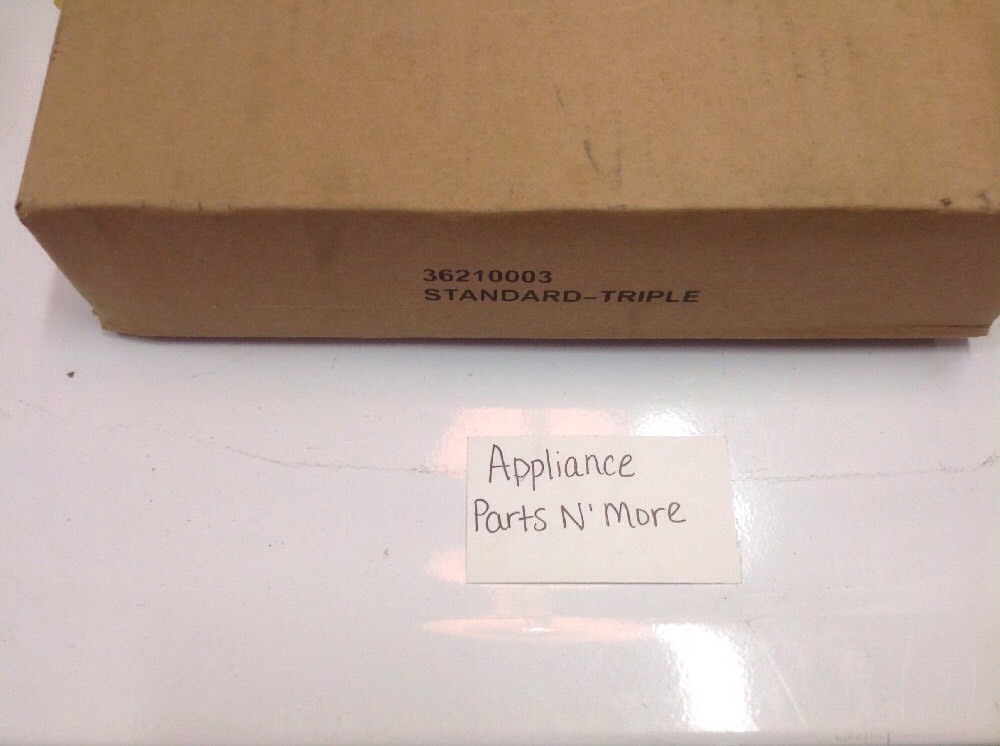 36210003
STANDARD-TRIPLE
Appliance
Parts N' More